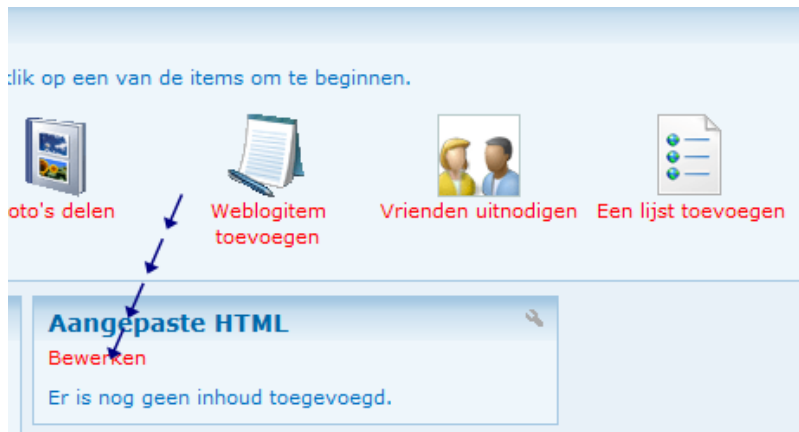 klik op een van de items om te beginnen.
oto's delen
Weblogitem
toevoegen
Vrienden uitnodigen
Een lijst toevoegen
Aangepaste HTML
Bewerken
Er is nog geen inhoud toegevoegd.